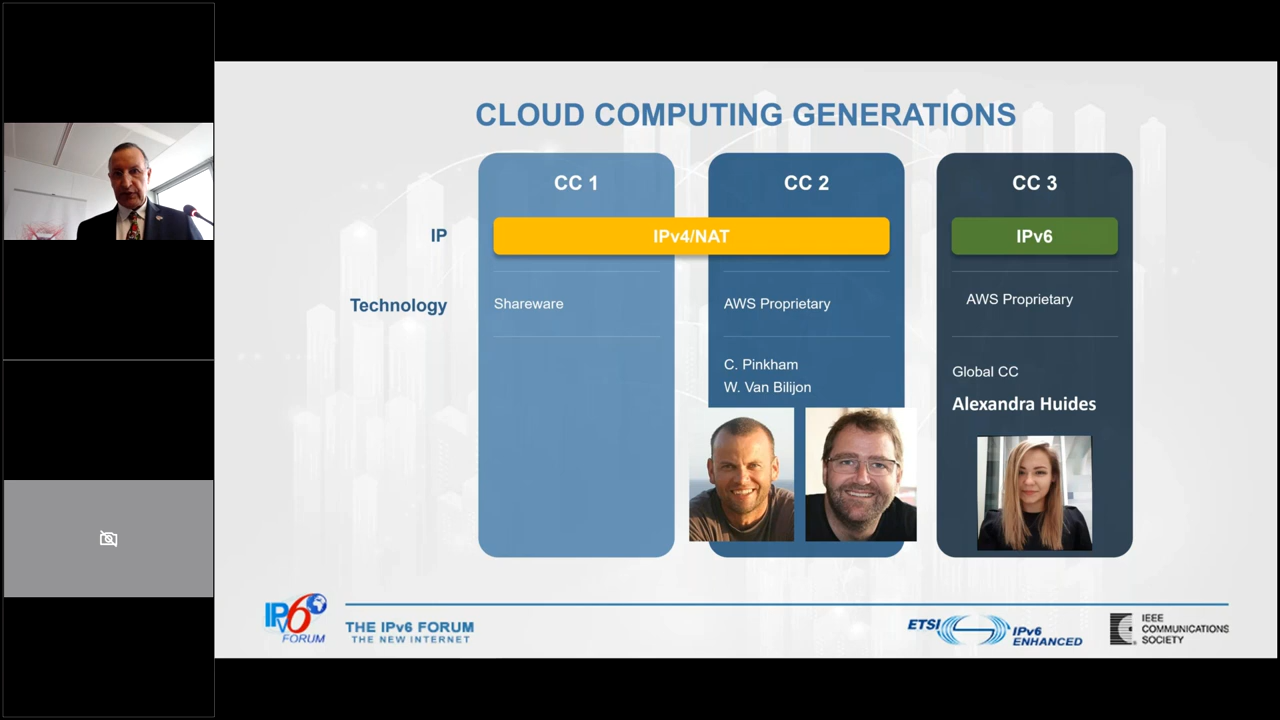 CLOUD COMPUTING GENERATIONS
CC 1
CC 2
CC 3
IP
IPv4/NAT
IPv6
Technology
Shareware
AWS Proprietary
AWS Proprietary
C. Pinkham
W. Van Bilijon
Global CC
Alexandra Huides
IPv6
FORUM
THE IPv6 FORUM
THE NEW INTERNET
ETSI
IPv6
ENHANCED
IEEE
COMMUNICATIONS
SOCIETY